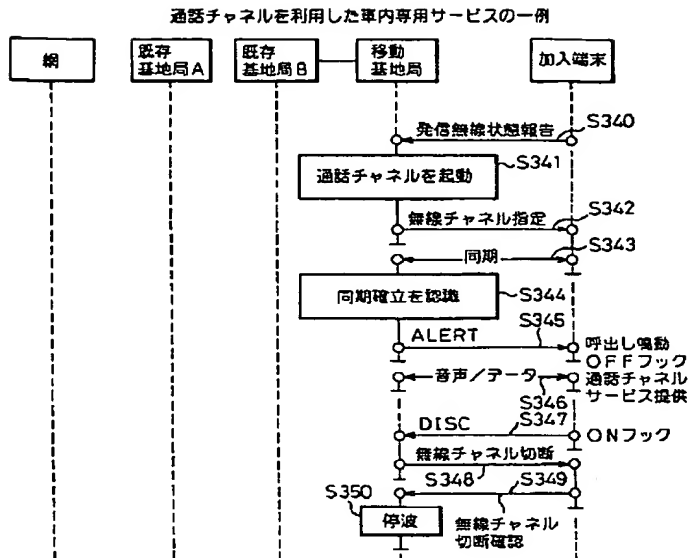 通話チャネルを利用した車内専用サービスの一例
網
既存
基地局A
既存
基地局B
移動
基地局
加入端末
発信無線状態報告
S340
通話チャネルを起動
S341
無線チャネル指定
S342
同期
S343
同期確立を認識
S344
ALERT
S345
呼出し鳴動
OFFフック
音声/データ
S346
通話チャネル
サービス提供
DISC
S347
ONフック
無線チャネル切断
S348
S349
S350
停波
無線チャネル
切断確認